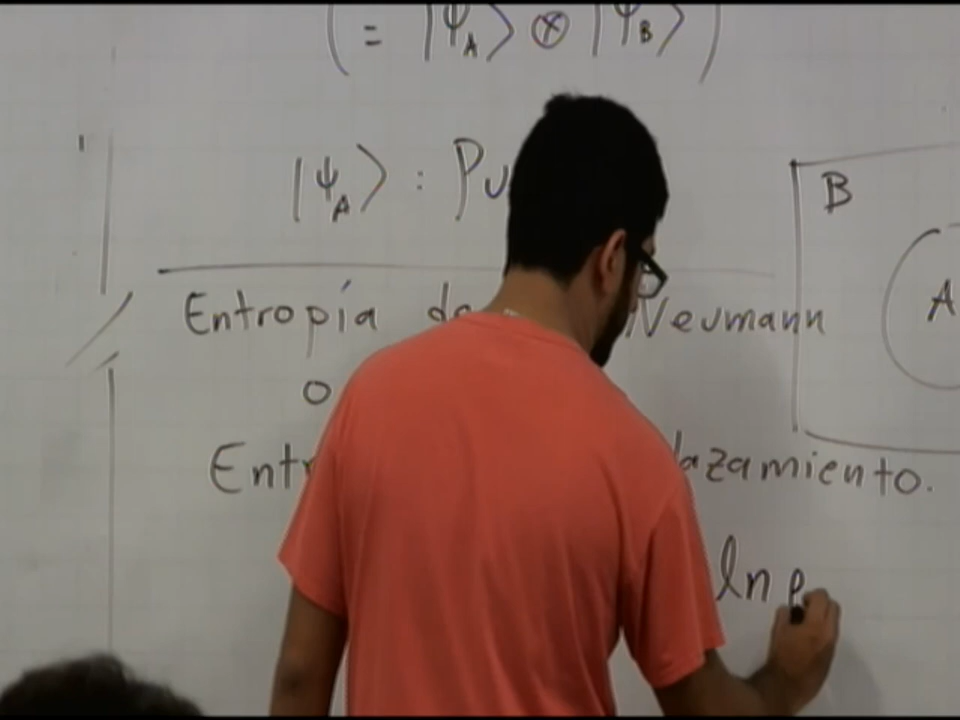 ( = |ψ_A⟩ ⊗ |ψ_B⟩ )
|ψ_A⟩ : Pu
B
A
Entropía de Neumann
o
Entr lazamiento.
ln ρ